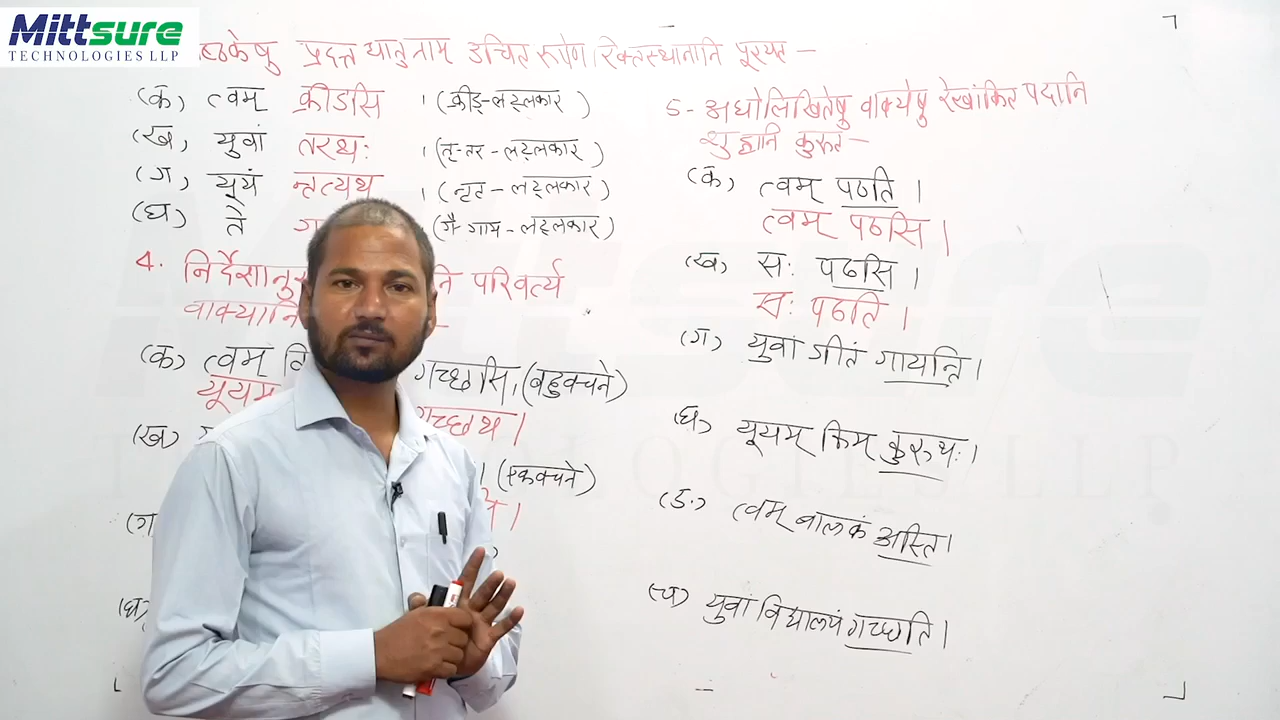 Mittsure
TECHNOLOGIES LLP
ष्ठकेषु प्रदत्त धातुनाम् उचित रूपेण रिक्तस्थानानि पूरयत –
(क) त्वम् क्रीडसि । (क्रीड्-लट्लकार)
(ख) युवां तरथः । (तृ-तर-लट्लकार)
(ग) यूयं नृत्यथ । (नृत-लट्लकार)
(घ) ते । (गै-गाय-लट्लकार)
4. परिवर्त्य
वाक्यानि
(क) त्वम् गच्छसि । (बहुवचने)
यूयम् गच्छथ ।
(ख) । (एकवचने)
(ग
(घ)
5- अधोलिखितेषु वाक्येषु रेखांकित पदानि
शुद्धानि कुरुत –
(क) त्वम् पठति ।
त्वम् पठसि ।
(ख) सः पठसि ।
सः पठति ।
(ग) युवां गीतं गायन्ति ।
(घ) यूयम् किम् कुरुथः ।
(ङ) त्वम् बालकं अस्ति ।
(च) युवां विद्यालयं गच्छति ।